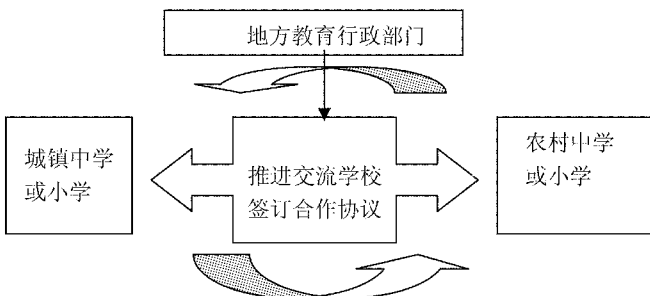 地方教育行政部门
城镇中学
或小学
推进交流学校
签订合作协议
农村中学
或小学